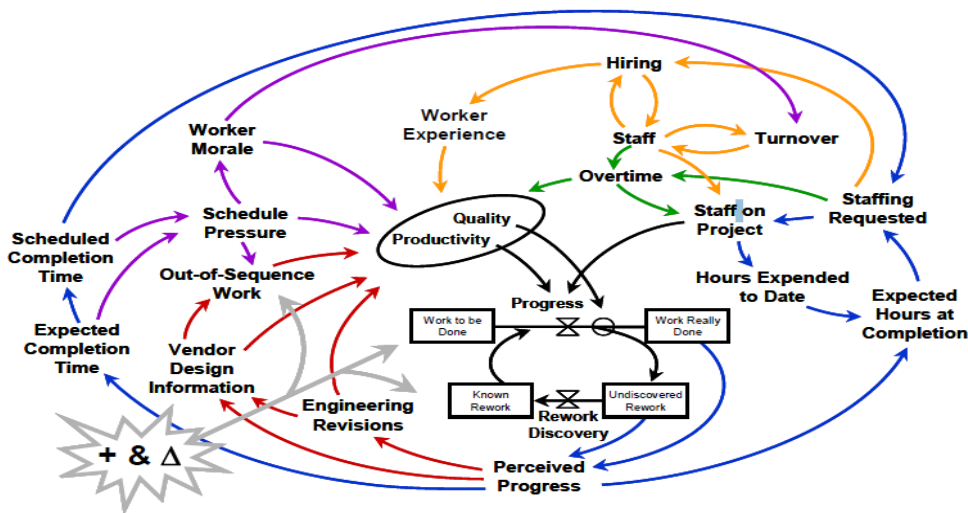 Hiring
Worker
Experience
Worker
Morale
Staff
Turnover
Overtime
Schedule
Pressure
Quality
Productivity
Staff on
Project
Staffing
Requested
Scheduled
Completion
Time
Out-of-Sequence
Work
Hours Expended
to Date
Expected
Hours at
Completion
Progress
Work to be
Done
Work Really
Done
Expected
Completion
Time
Vendor
Design
Information
Known
Rework
Undiscovered
Rework
Engineering
Revisions
Rework
Discovery
+ & Δ
Perceived
Progress